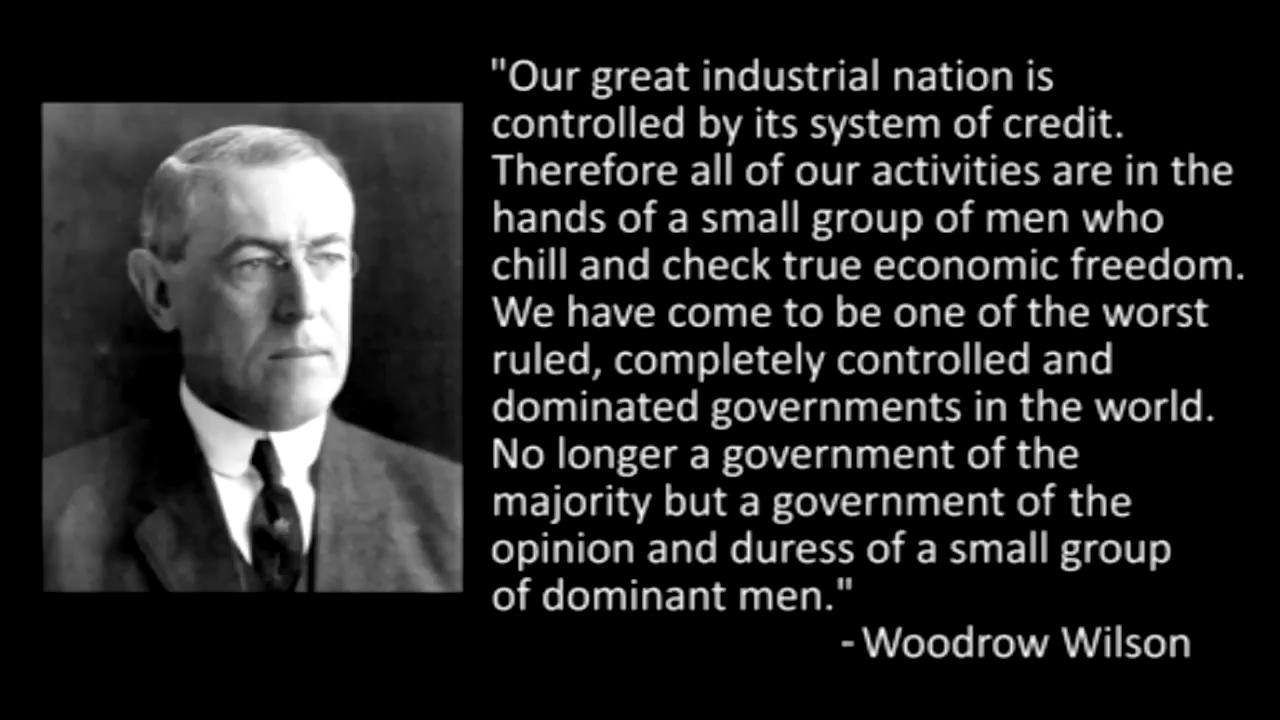 "Our great industrial nation is
controlled by its system of credit.
Therefore all of our activities are in the
hands of a small group of men who
chill and check true economic freedom.
We have come to be one of the worst
ruled, completely controlled and
dominated governments in the world.
No longer a government of the
majority but a government of the
opinion and duress of a small group
of dominant men."
- Woodrow Wilson